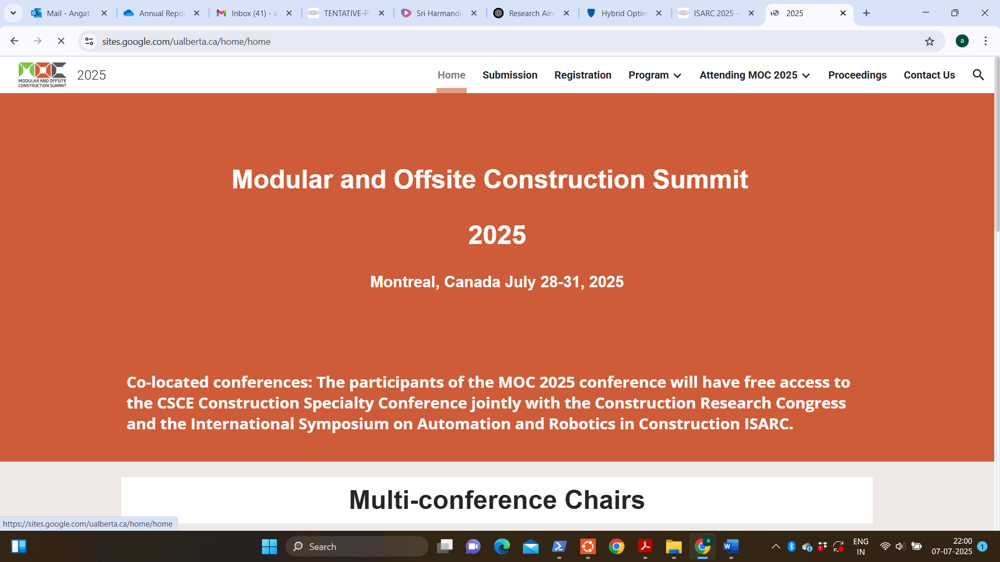 Mail - Angat
Annual Repor
Inbox (41) - a
TENTATIVE-P
Sri Harmandi
Research Aim
Hybrid Optim
ISARC 2025 –
2025
sites.google.com/ualberta.ca/home/home
a
MOC
MODULAR AND OFFSITE
CONSTRUCTION SUMMIT
2025
Home
Submission
Registration
Program
Attending MOC 2025
Proceedings
Contact Us
Modular and Offsite Construction Summit
2025
Montreal, Canada July 28-31, 2025
Co-located conferences: The participants of the MOC 2025 conference will have free access to
the CSCE Construction Specialty Conference jointly with the Construction Research Congress
and the International Symposium on Automation and Robotics in Construction ISARC.
Multi-conference Chairs
https://sites.google.com/ualberta.ca/home/home
Search
ENG
IN
22:00
07-07-2025
1